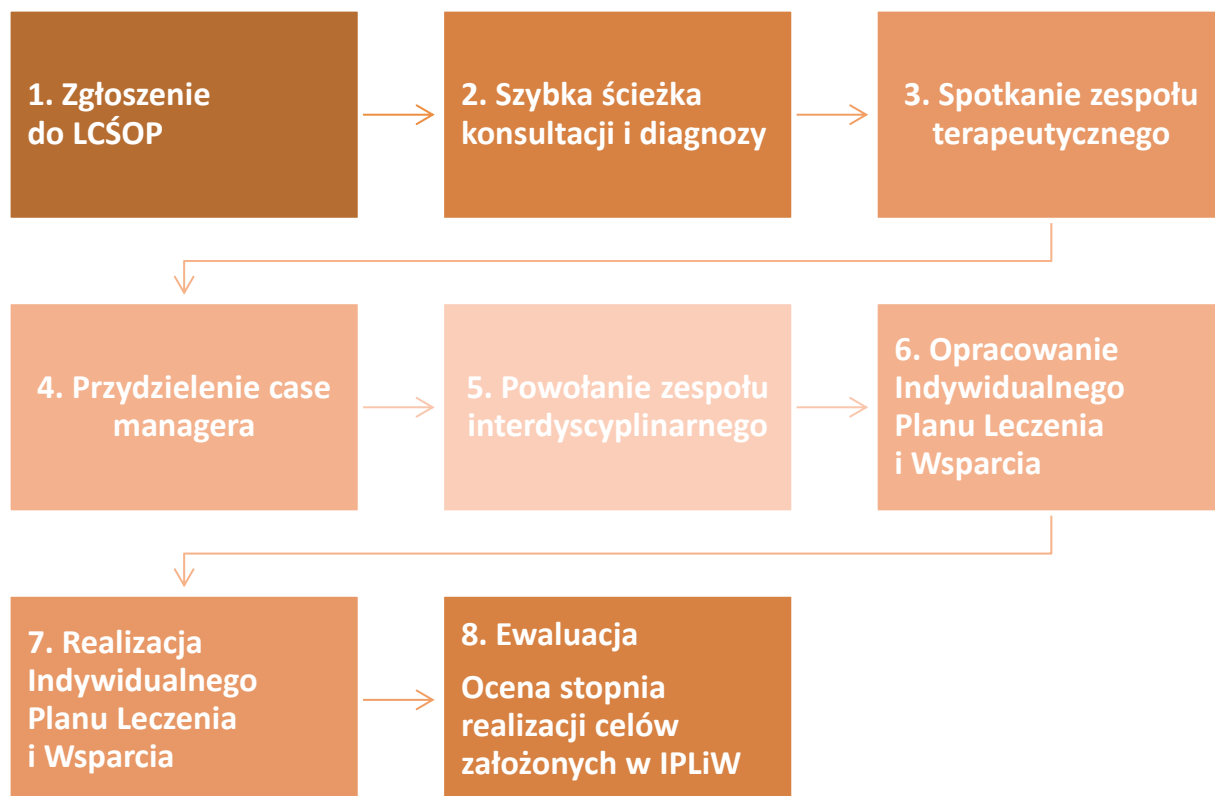 1. Zgłoszenie
do LCŚOP
2. Szybka ścieżka
konsultacji i diagnozy
3. Spotkanie zespołu
terapeutycznego
4. Przydzielenie case
managera
5. Powołanie zespołu
interdyscyplinarnego
6. Opracowanie
Indywidualnego
Planu Leczenia
i Wsparcia
7. Realizacja
Indywidualnego
Planu Leczenia
i Wsparcia
8. Ewaluacja
Ocena stopnia
realizacji celów
założonych w IPLiW